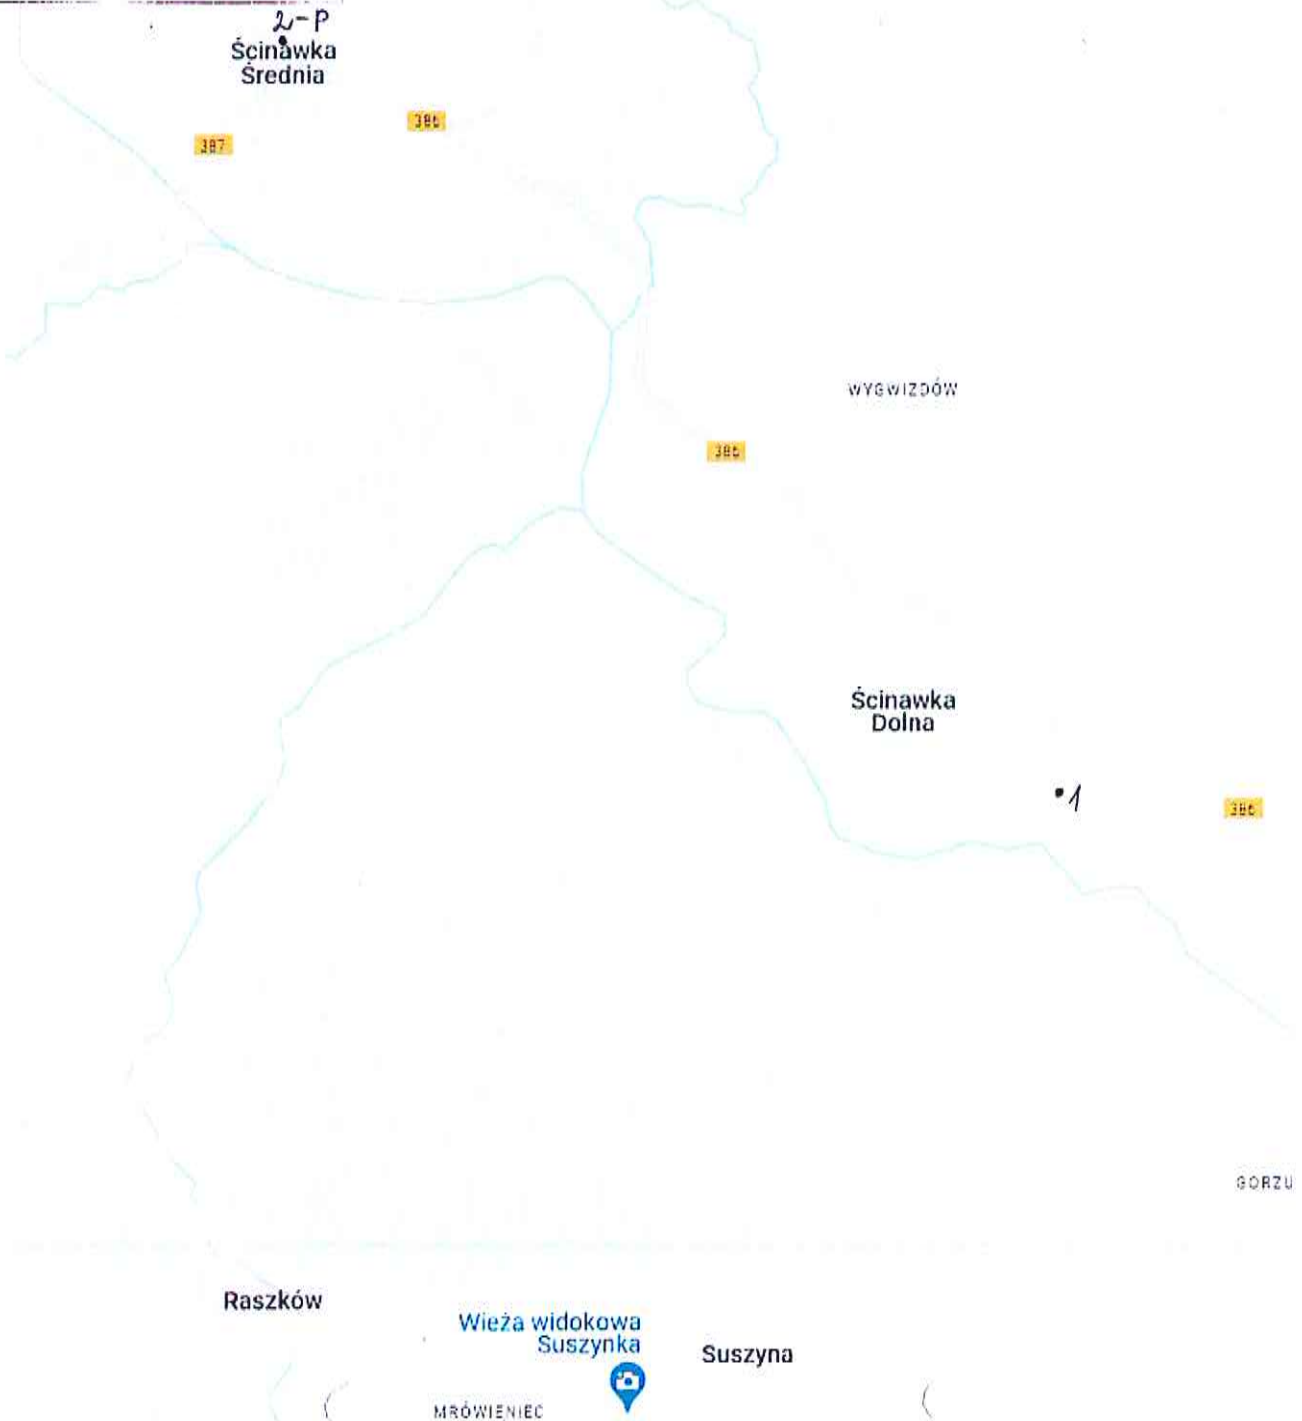 2-P
Ścinawka
Średnia
386
387
WYGWIZDÓW
386
Ścinawka
Dolna
1
386
GORZU
Raszków
Wieża widokowa
Suszynka
Suszyna
MRÓWIENIEC